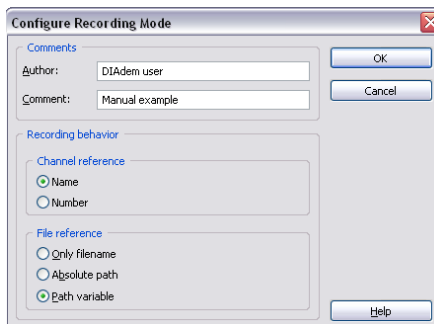 Configure Recording Mode
Comments
Author: DIAdem user
Comment: Manual example
OK
Cancel
Recording behavior
Channel reference
Name
Number
File reference
Only filename
Absolute path
Path variable
Help